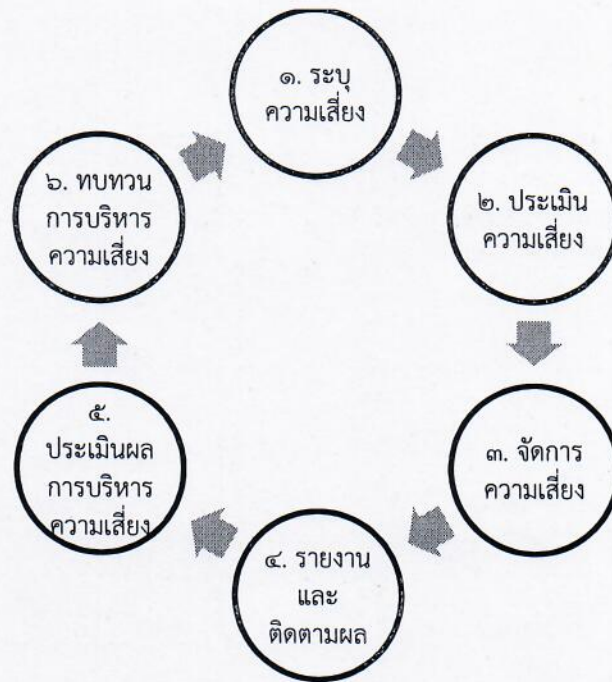 ๑. ระบุ
ความเสี่ยง
๒. ประเมิน
ความเสี่ยง
๓. จัดการ
ความเสี่ยง
๔. รายงาน
และ
ติดตามผล
๕.
ประเมินผล
การบริหาร
ความเสี่ยง
๖. ทบทวน
การบริหาร
ความเสี่ยง